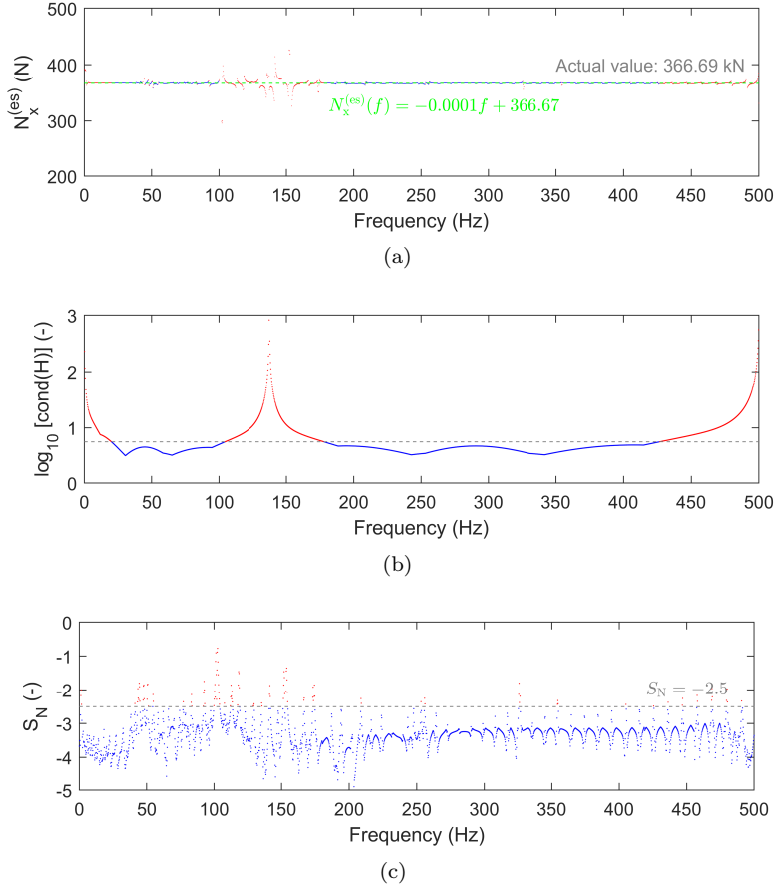 500
400
300
200
N_x^(es) (N)
Actual value: 366.69 kN
N_x^(es)(f) = −0.0001f + 366.67
0 50 100 150 200 250 300 350 400 450 500
Frequency (Hz)
(a)
3
2
1
0
log_10 [cond(H)] (-)
0 50 100 150 200 250 300 350 400 450 500
Frequency (Hz)
(b)
0
-1
-2
-3
-4
-5
S_N (-)
S_N = −2.5
0 50 100 150 200 250 300 350 400 450 500
Frequency (Hz)
(c)